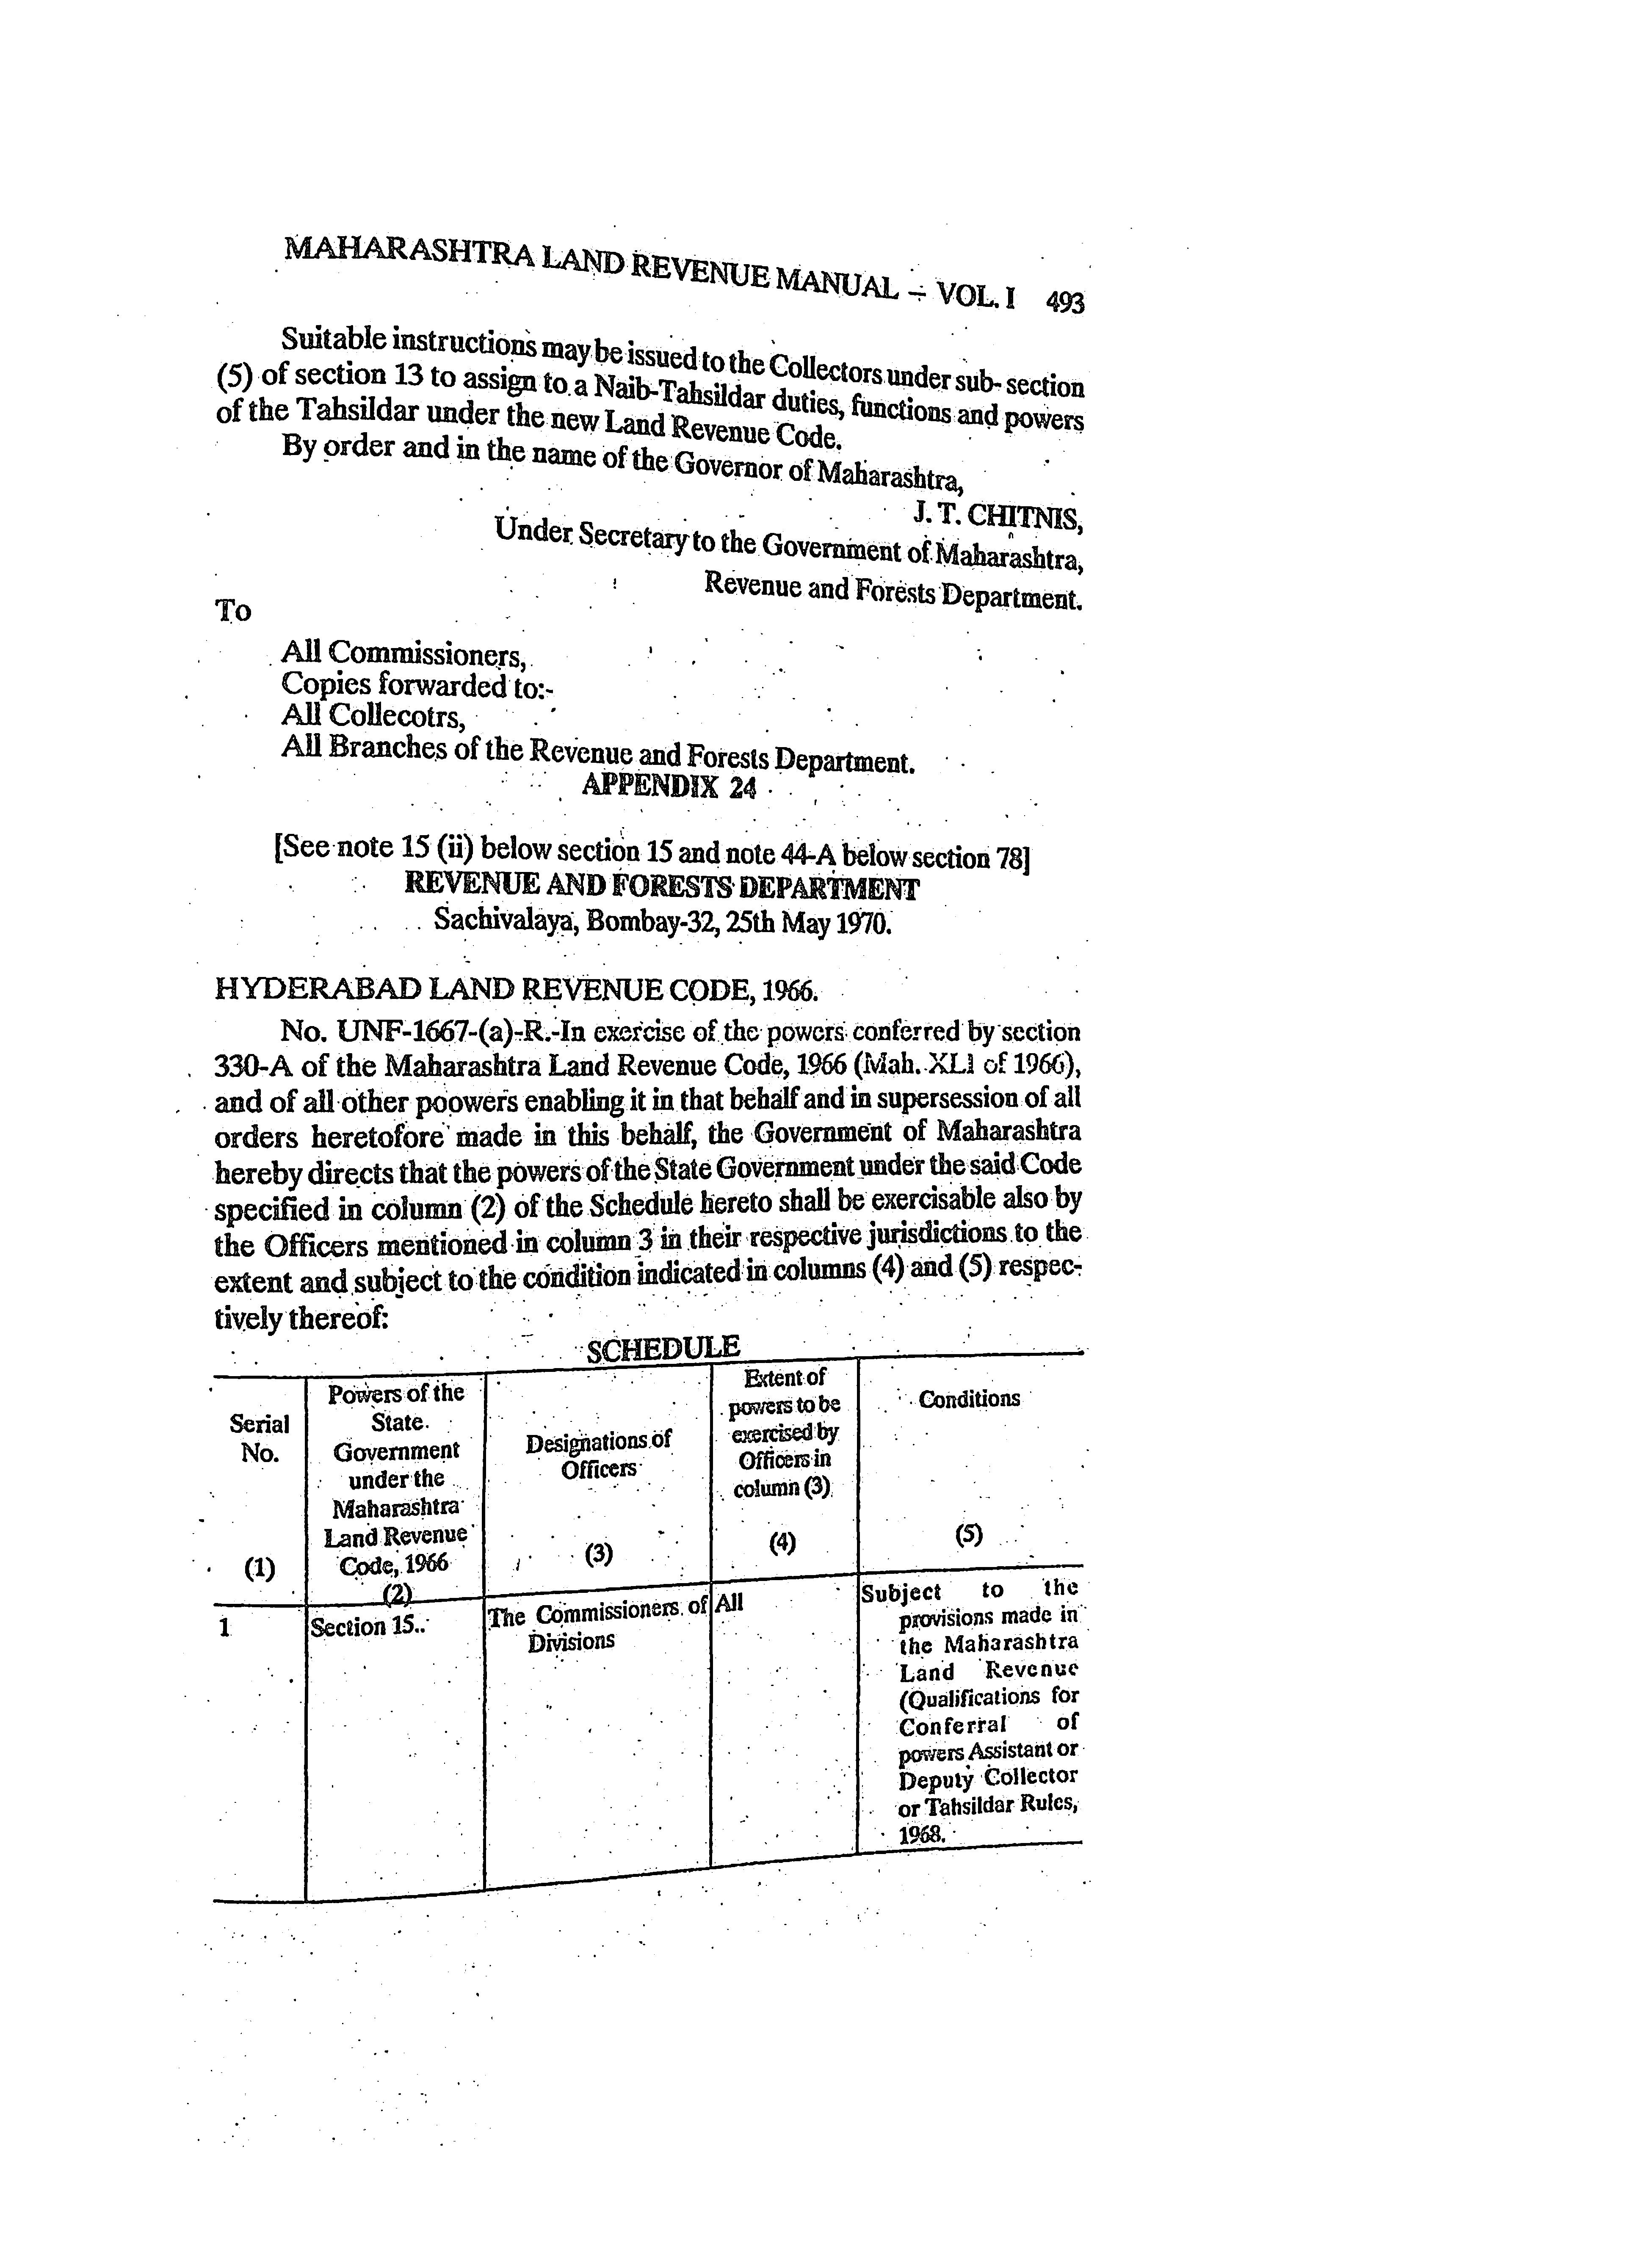 MAHARASHTRA LAND REVENUE MANUAL – VOL. I 493
Suitable instructions may be issued to the Collectors under sub- section
(5) of section 13 to assign to a Naib-Tahsildar duties, functions and powers
of the Tahsildar under the new Land Revenue Code.
By order and in the name of the Governor of Maharashtra,
J. T. CHITNIS,
Under Secretary to the Government of Maharashtra,
Revenue and Forests Department.
To
All Commissioners,
Copies forwarded to:-
All Collecotrs,
All Branches of the Revenue and Forests Department.
APPENDIX 24
[See note 15 (ii) below section 15 and note 44-A below section 78]
REVENUE AND FORESTS DEPARTMENT
Sachivalaya, Bombay-32, 25th May 1970.
HYDERABAD LAND REVENUE CODE, 1966.
No. UNF-1667-(a)-R.-In exercise of the powers conferred by section
330-A of the Maharashtra Land Revenue Code, 1966 (Mah. XLI of 1966),
and of all other poowers enabling it in that behalf and in supersession of all
orders heretofore made in this behalf, the Government of Maharashtra
hereby directs that the powers of the State Government under the said Code
specified in column (2) of the Schedule hereto shall be exercisable also by
the Officers mentioned in column 3 in their respective jurisdictions to the
extent and subject to the condition indicated in columns (4) and (5) respec-
tively thereof:
SCHEDULE
Serial
No.
(1)
Powers of the
State.
Government
under the
Maharashtra
Land Revenue
Code, 1966
(2)
Designations of
Officers
(3)
Extent of
powers to be
exercised by
Officers in
column (3)
(4)
Conditions
(5)
1
Section 15..
The Commissioners of
Divisions
All
Subject to the
provisions made in
the Maharashtra
Land Revenue
(Qualifications for
Conferral of
powers Assistant or
Deputy Collector
or Tahsildar Rules,
1968.